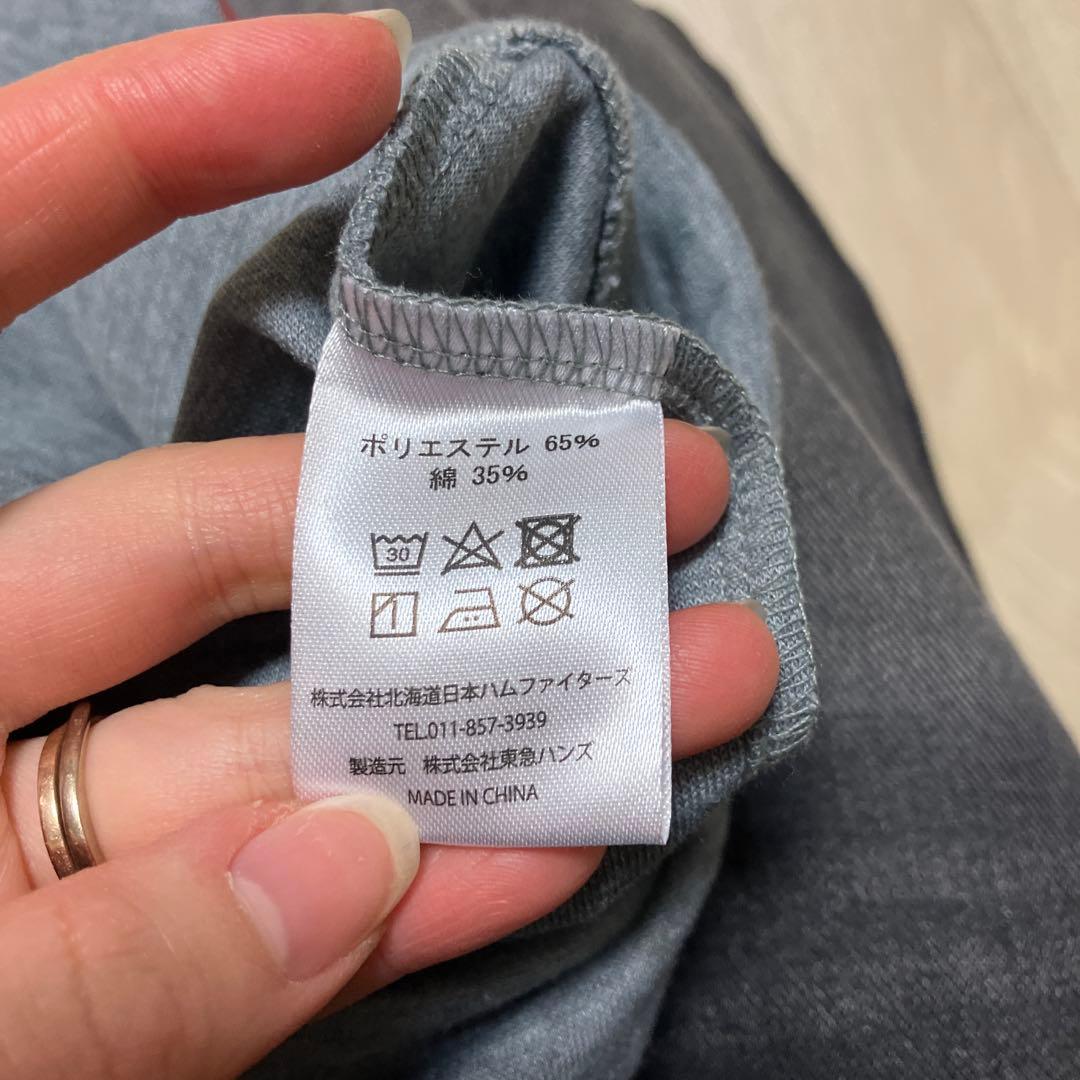 ポリエステル 65%
綿 35%
30
株式会社北海道日本ハムファイターズ
TEL.011-857-3939
製造元 株式会社東急ハンズ
MADE IN CHINA